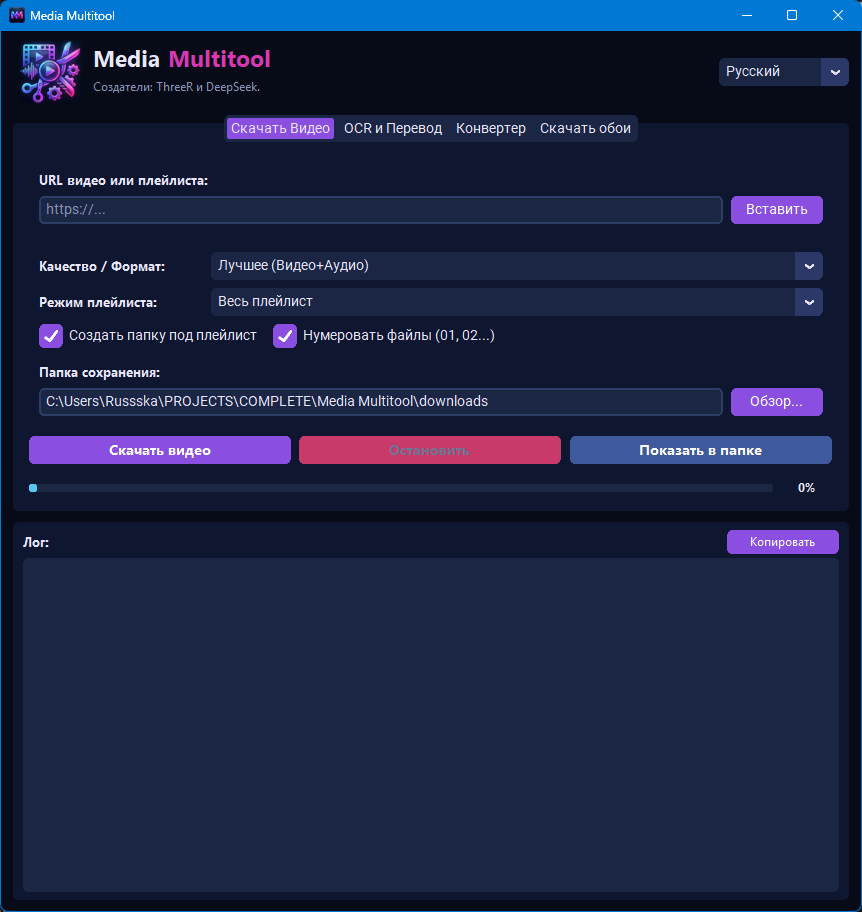 Media Multitool
Media Multitool
Создатели: ThreeR и DeepSeek.
Русский
Скачать Видео OCR и Перевод Конвертер Скачать обои
URL видео или плейлиста:
https://... Вставить
Качество / Формат: Лучшее (Видео+Аудио)
Режим плейлиста: Весь плейлист
Создать папку под плейлист Нумеровать файлы (01, 02...)
Папка сохранения:
C:\Users\Russska\PROJECTS\COMPLETE\Media Multitool\downloads Обзор...
Скачать видео Остановить Показать в папке
0%
Лог: Копировать